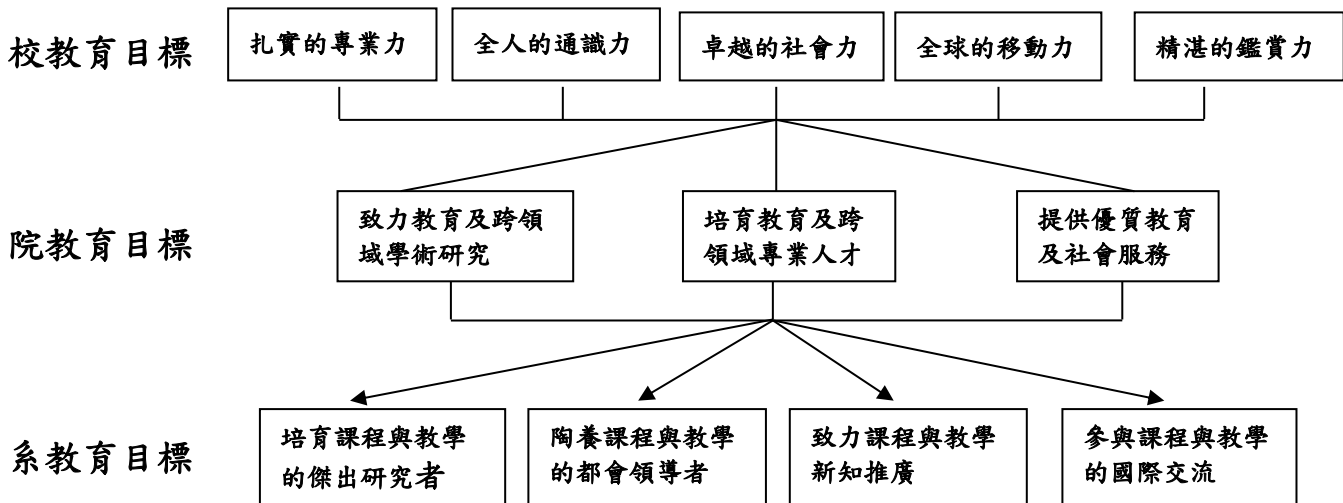 校教育目標
扎實的專業力
全人的通識力
卓越的社會力
全球的移動力
精湛的鑑賞力
院教育目標
致力教育及跨領
域學術研究
培育教育及跨
領域專業人才
提供優質教育
及社會服務
系教育目標
培育課程與教學
的傑出研究者
陶養課程與教學
的都會領導者
致力課程與教學
新知推廣
參與課程與教學
的國際交流